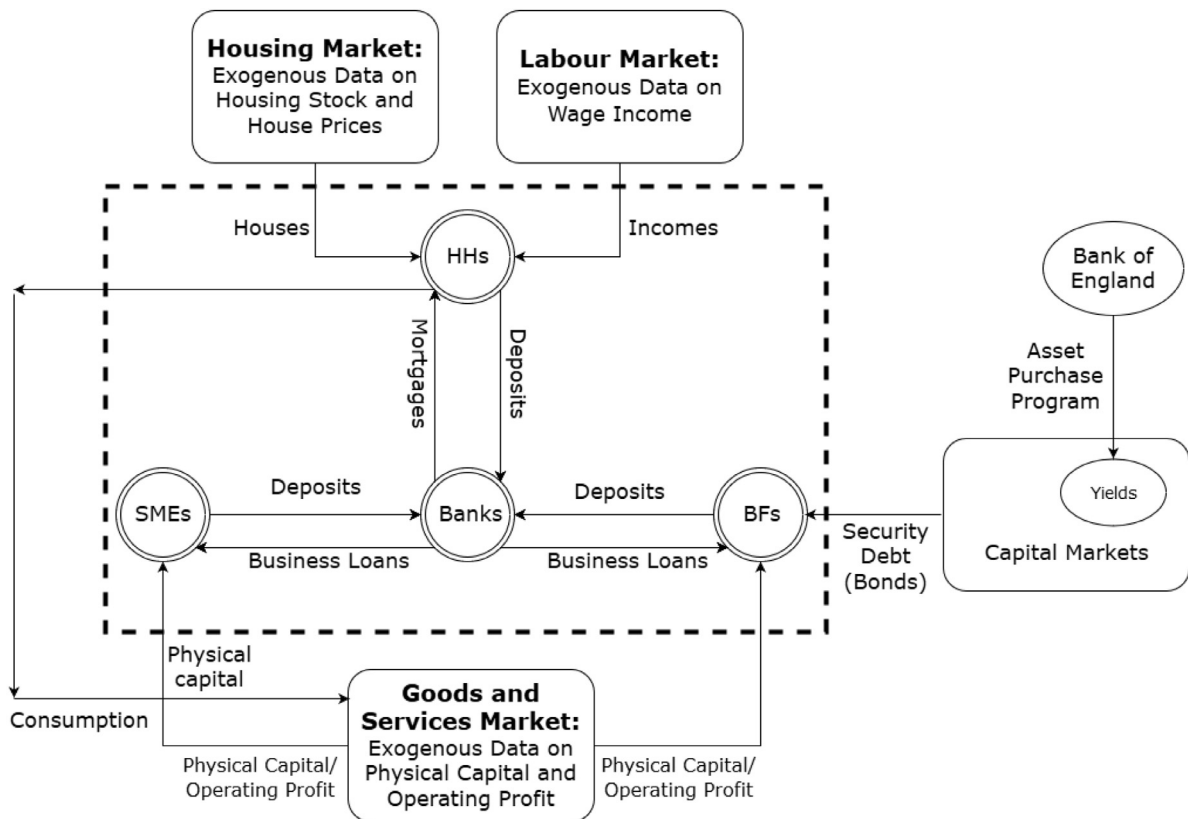 Housing Market:
Exogenous Data on
Housing Stock and
House Prices
Labour Market:
Exogenous Data on
Wage Income
Houses
Incomes
HHs
Bank of
England
Mortgages
Deposits
Asset
Purchase
Program
SMEs
Deposits
Banks
Deposits
BFs
Yields
Business Loans
Business Loans
Security
Debt
(Bonds)
Capital Markets
Physical
capital
Consumption
Goods and
Services Market:
Exogenous Data on
Physical Capital and
Operating Profit
Physical Capital/
Operating Profit
Physical Capital/
Operating Profit